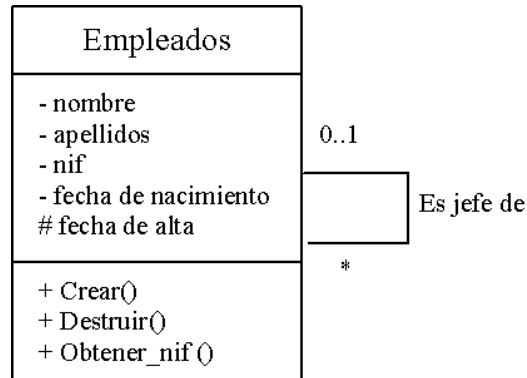 Empleados
- nombre
- apellidos
- nif
- fecha de nacimiento
# fecha de alta
0..1
Es jefe de
*
+ Crear()
+ Destruir()
+ Obtener_nif ()